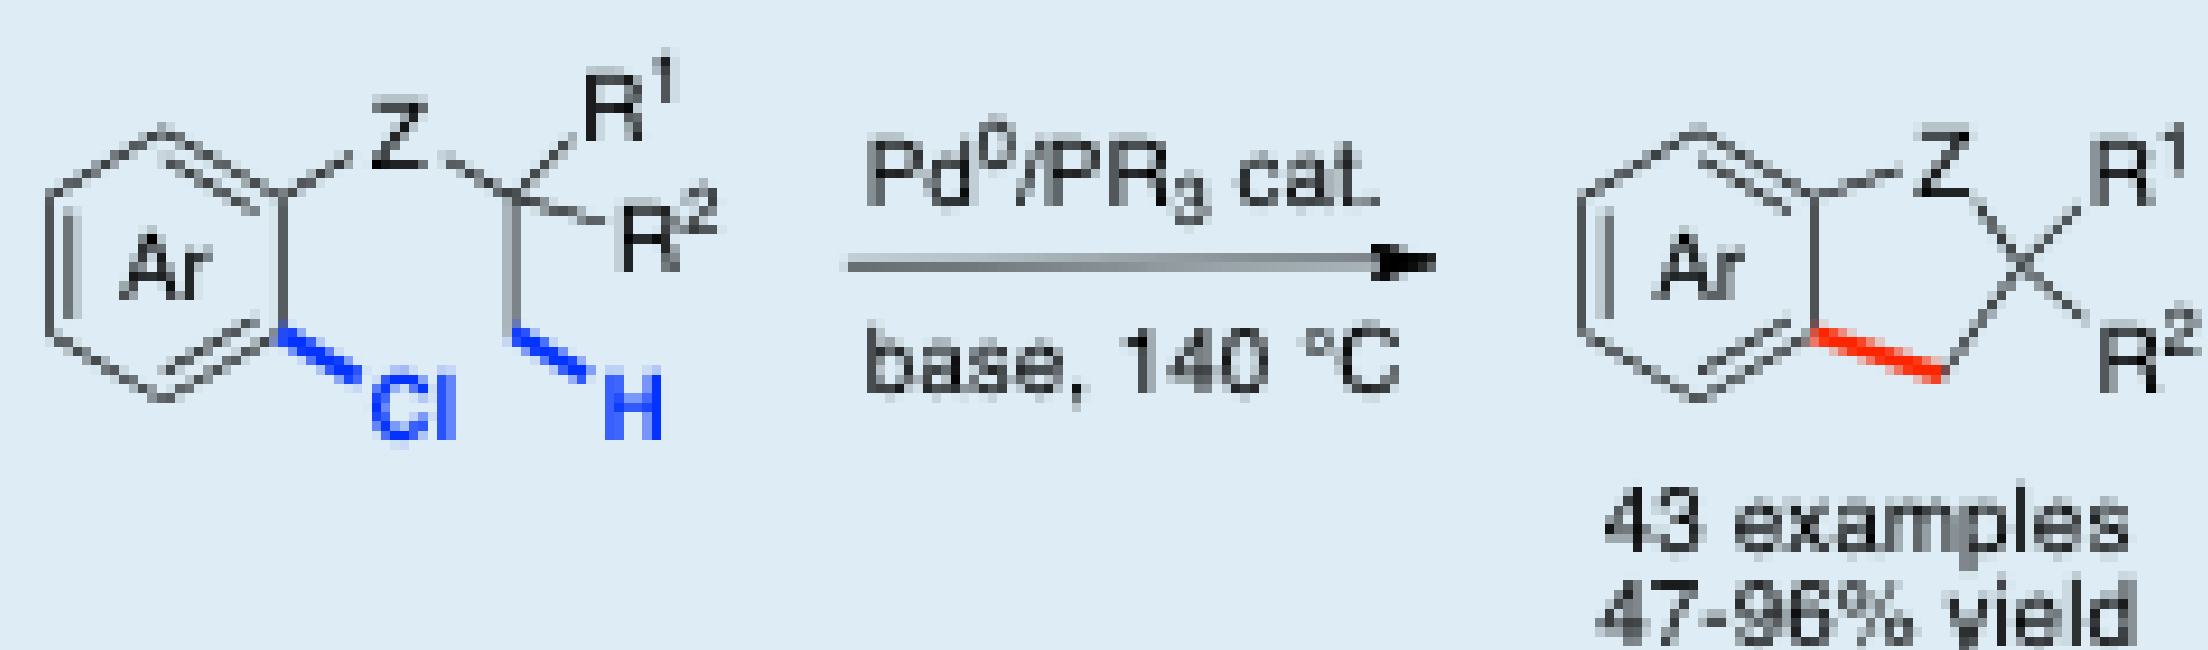 Z
R¹
R²
Ar
Cl
H
Pd⁰/PR₃ cat.
base, 140 °C
Z
R¹
Ar
R²
43 examples
47-96% yield